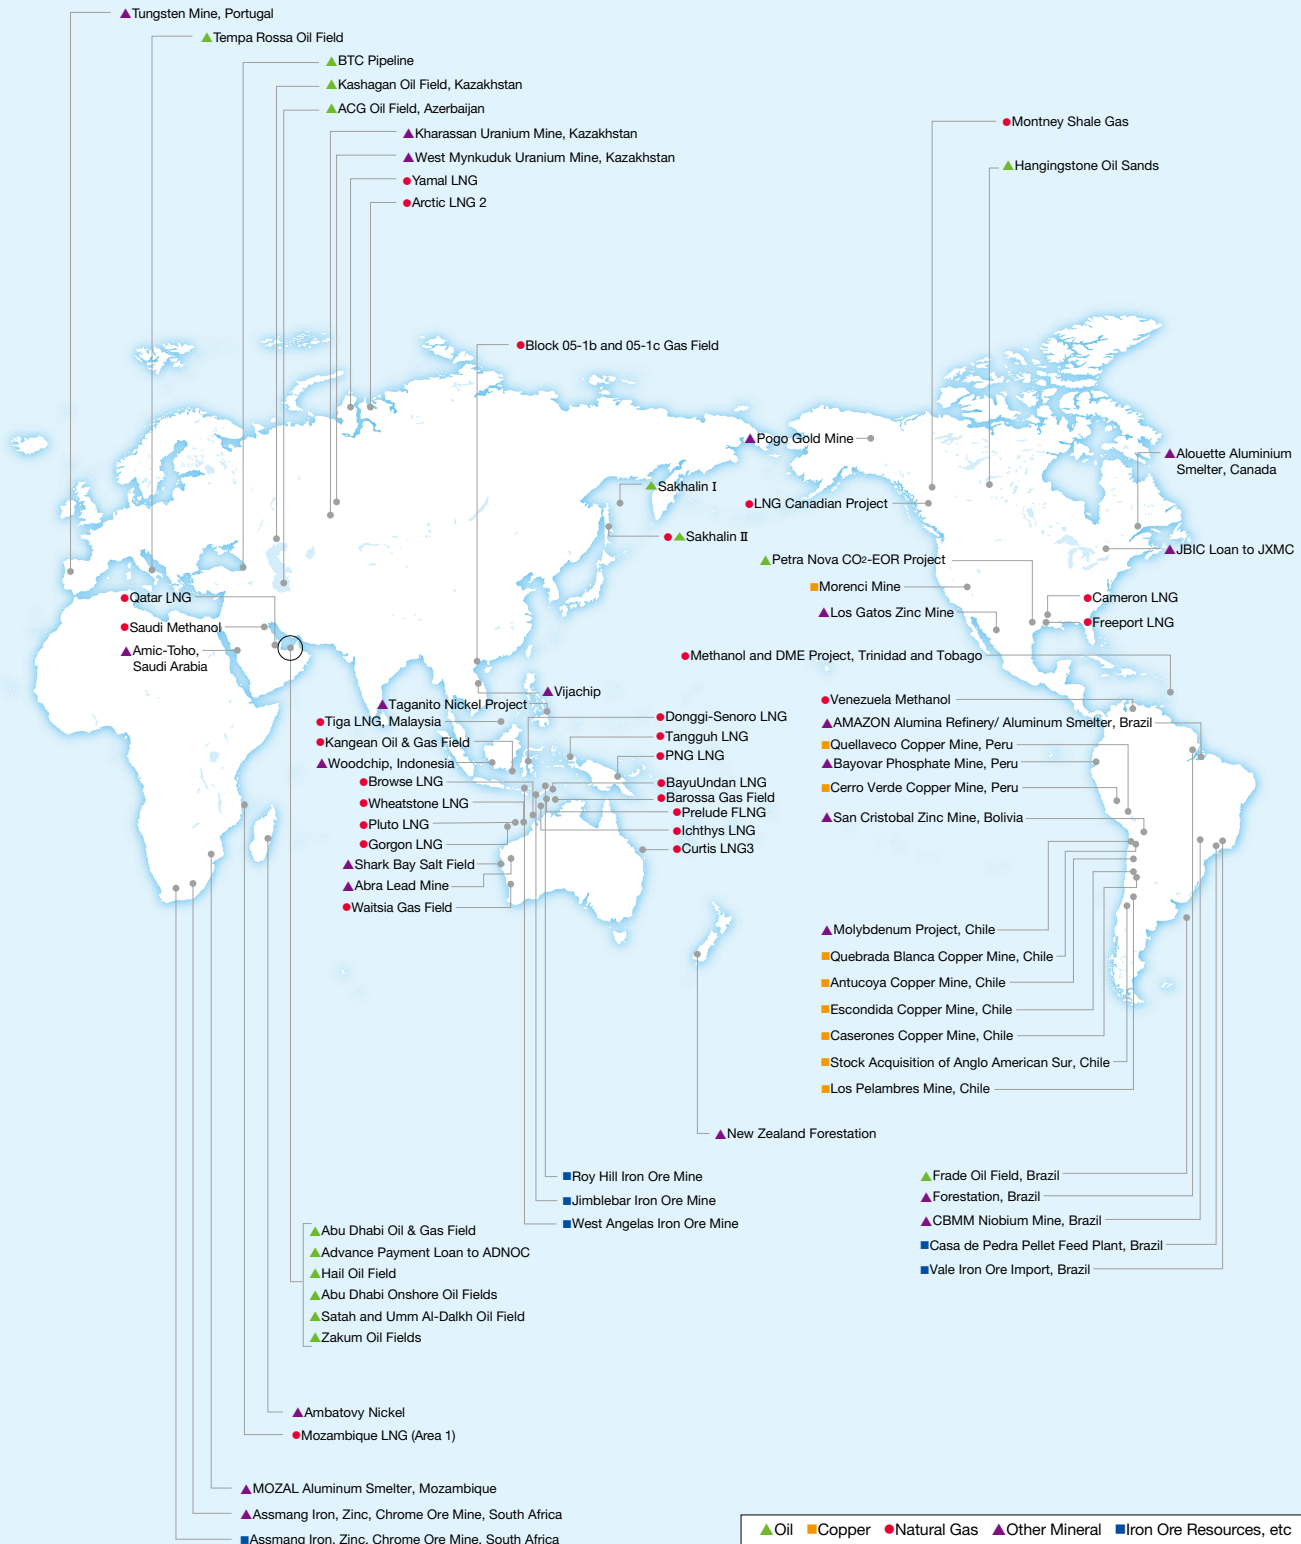 Tungsten Mine, Portugal
Tempa Rossa Oil Field
BTC Pipeline
Kashagan Oil Field, Kazakhstan
ACG Oil Field, Azerbaijan
Kharassan Uranium Mine, Kazakhstan
West Mynkuduk Uranium Mine, Kazakhstan
Yamal LNG
Arctic LNG 2
Montney Shale Gas
Hangingstone Oil Sands
Block 05-1b and 05-1c Gas Field
Pogo Gold Mine
Alouette Aluminium
Smelter, Canada
Sakhalin I
LNG Canadian Project
Sakhalin II
JBIC Loan to JXMC
Petra Nova CO2-EOR Project
Morenci Mine
Los Gatos Zinc Mine
Cameron LNG
Freeport LNG
Qatar LNG
Saudi Methanol
Amic-Toho,
Saudi Arabia
Methanol and DME Project, Trinidad and Tobago
Vijachip
Taganito Nickel Project
Tiga LNG, Malaysia
Kangean Oil & Gas Field
Woodchip, Indonesia
Browse LNG
Wheatstone LNG
Pluto LNG
Gorgon LNG
Shark Bay Salt Field
Abra Lead Mine
Waitsia Gas Field
Donggi-Senoro LNG
Tangguh LNG
PNG LNG
BayuUndan LNG
Barossa Gas Field
Prelude FLNG
Ichthys LNG
Curtis LNG3
Venezuela Methanol
AMAZON Alumina Refinery/ Aluminum Smelter, Brazil
Quellaveco Copper Mine, Peru
Bayovar Phosphate Mine, Peru
Cerro Verde Copper Mine, Peru
San Cristobal Zinc Mine, Bolivia
Molybdenum Project, Chile
Quebrada Blanca Copper Mine, Chile
Antucoya Copper Mine, Chile
Escondida Copper Mine, Chile
Caserones Copper Mine, Chile
Stock Acquisition of Anglo American Sur, Chile
Los Pelambres Mine, Chile
New Zealand Forestation
Roy Hill Iron Ore Mine
Jimblebar Iron Ore Mine
West Angelas Iron Ore Mine
Frade Oil Field, Brazil
Forestation, Brazil
CBMM Niobium Mine, Brazil
Casa de Pedra Pellet Feed Plant, Brazil
Vale Iron Ore Import, Brazil
Abu Dhabi Oil & Gas Field
Advance Payment Loan to ADNOC
Hail Oil Field
Abu Dhabi Onshore Oil Fields
Satah and Umm Al-Dalkh Oil Field
Zakum Oil Fields
Ambatovy Nickel
Mozambique LNG (Area 1)
MOZAL Aluminum Smelter, Mozambique
Assmang Iron, Zinc, Chrome Ore Mine, South Africa
Assmang Iron, Zinc, Chrome Ore Mine, South Africa
Oil Copper Natural Gas Other Mineral Iron Ore Resources, etc